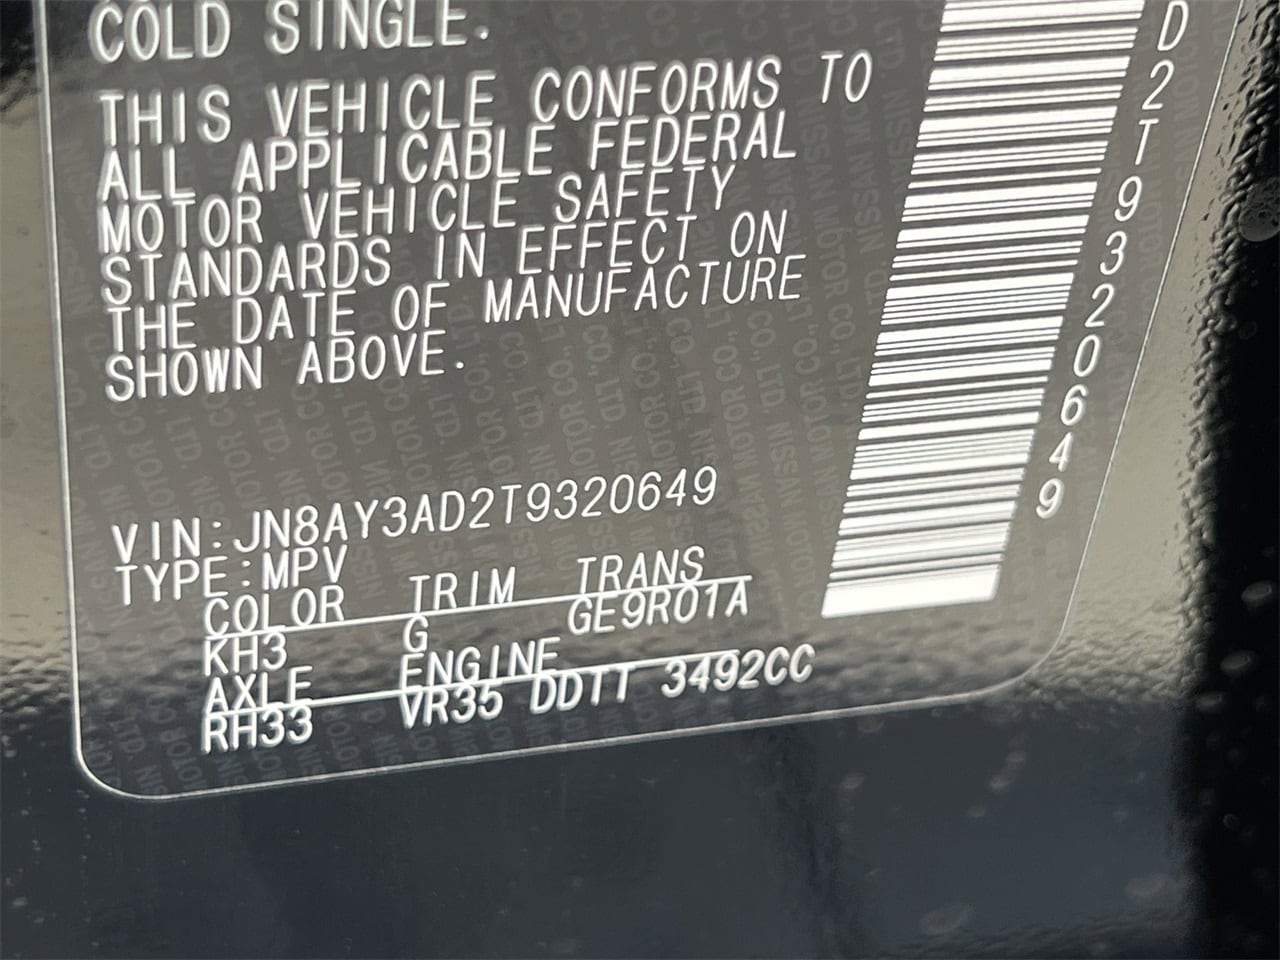 COLD SINGLE.
THIS VEHICLE CONFORMS TO
ALL APPLICABLE FEDERAL
MOTOR VEHICLE SAFETY
STANDARDS IN EFFECT ON
THE DATE OF MANUFACTURE
SHOWN ABOVE.
VIN:JN8AY3AD2T9320649
TYPE:MPV
COLOR TRIM TRANS
KH3 G GE9R01A
AXLE ENGINE
RH33 VR35 DDTT 3492CC
D2T9320649